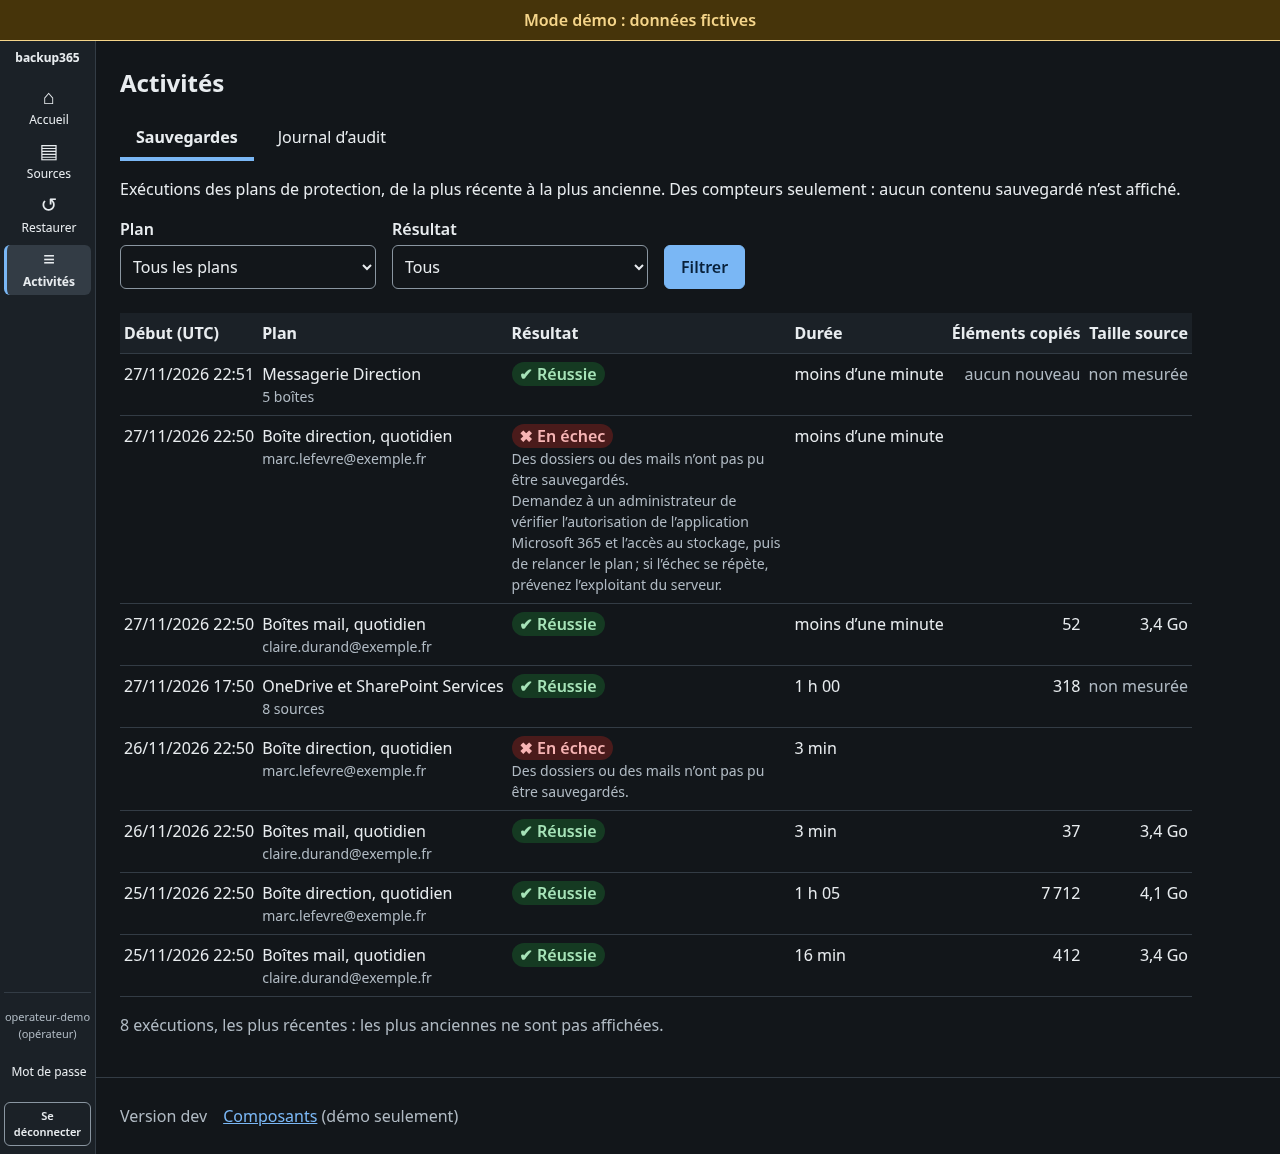 Mode démo : données fictives
backup365
Accueil
Sources
Restaurer
Activités
operateur-demo
(opérateur)
Mot de passe
Se
déconnecter
Activités
Sauvegardes Journal d’audit
Exécutions des plans de protection, de la plus récente à la plus ancienne. Des compteurs seulement : aucun contenu sauvegardé n’est affiché.
Plan Résultat
Tous les plans Tous Filtrer
Début (UTC) Plan Résultat Durée Éléments copiés Taille source
27/11/2026 22:51 Messagerie Direction ✔ Réussie moins d’une minute aucun nouveau non mesurée
5 boîtes
27/11/2026 22:50 Boîte direction, quotidien ✖ En échec moins d’une minute
marc.lefevre@exemple.fr Des dossiers ou des mails n’ont pas pu
être sauvegardés.
Demandez à un administrateur de
vérifier l’autorisation de l’application
Microsoft 365 et l’accès au stockage, puis
de relancer le plan ; si l’échec se répète,
prévenez l’exploitant du serveur.
27/11/2026 22:50 Boîtes mail, quotidien ✔ Réussie moins d’une minute 52 3,4 Go
claire.durand@exemple.fr
27/11/2026 17:50 OneDrive et SharePoint Services ✔ Réussie 1 h 00 318 non mesurée
8 sources
26/11/2026 22:50 Boîte direction, quotidien ✖ En échec 3 min
marc.lefevre@exemple.fr Des dossiers ou des mails n’ont pas pu
être sauvegardés.
26/11/2026 22:50 Boîtes mail, quotidien ✔ Réussie 3 min 37 3,4 Go
claire.durand@exemple.fr
25/11/2026 22:50 Boîte direction, quotidien ✔ Réussie 1 h 05 7 712 4,1 Go
marc.lefevre@exemple.fr
25/11/2026 22:50 Boîtes mail, quotidien ✔ Réussie 16 min 412 3,4 Go
claire.durand@exemple.fr
8 exécutions, les plus récentes : les plus anciennes ne sont pas affichées.
Version dev Composants (démo seulement)